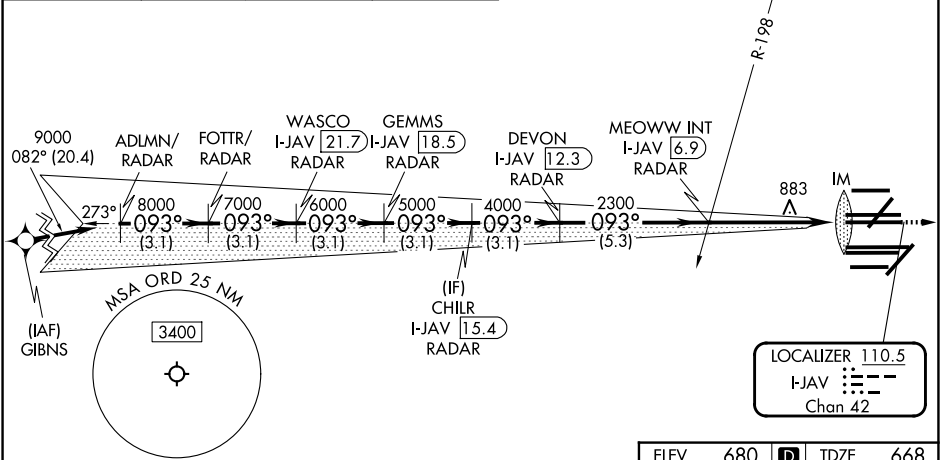 R-198
9000
082° (20.4)
ADLMN/
RADAR
FOTTR/
RADAR
WASCO
I-JAV 21.7
RADAR
GEMMS
I-JAV 18.5
RADAR
DEVON
I-JAV 12.3
RADAR
MEOWW INT
I-JAV 6.9
RADAR
IM
883
273°
8000
093°
(3.1)
7000
093°
(3.1)
6000
093°
(3.1)
5000
093°
(3.1)
4000
093°
(3.1)
2300
093°
(5.3)
(IAF)
GIBNS
(IF)
CHILR
I-JAV 15.4
RADAR
MSA ORD 25 NM
3400
LOCALIZER 110.5
I-JAV
Chan 42
ELEV 680 D TDZE 668